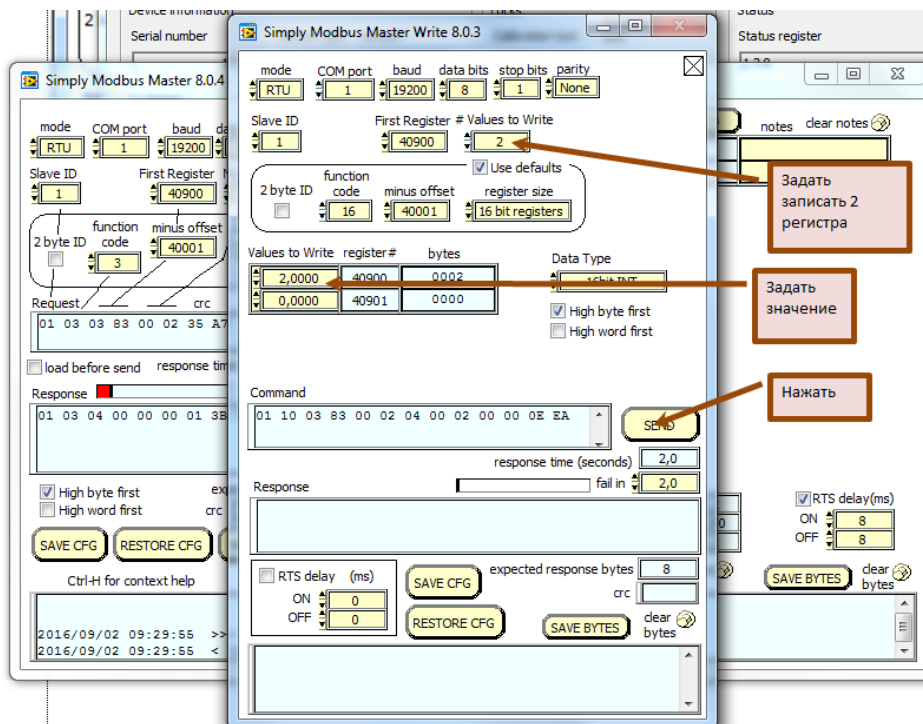 Device information
Locks
Status
2
Serial number
Status register
Simply Modbus Master Write 8.0.3
mode COM port baud data bits stop bits parity
RTU 1 19200 8 1 None
Slave ID First Register # Values to Write
1 40900 2
Use defaults
2 byte ID function code minus offset register size
16 40001 16 bit registers
Values to Write register# bytes
2,0000 40900 0002
0,0000 40901 0000
Data Type
16bit INT
High byte first
High word first
Command
01 10 03 83 00 02 04 00 02 00 00 0E EA
SEND
response time (seconds) 2,0
Response fail in 2,0
RTS delay (ms)
ON 0
OFF 0
SAVE CFG
RESTORE CFG
expected response bytes 8
crc
SAVE BYTES
clear bytes
Simply Modbus Master 8.0.4
mode COM port baud
RTU 1 19200
Slave ID First Register
1 40900
2 byte ID function code minus offset
3 40001
Request crc
01 03 03 83 00 02 35 A7
load before send response
Response
01 03 04 00 00 00 01 3B
High byte first
High word first
crc
SAVE CFG RESTORE CFG
Ctrl-H for context help
2016/09/02 09:29:55 >>
2016/09/02 09:29:55 <
notes clear notes
RTS delay(ms)
ON 8
OFF 8
SAVE BYTES
clear bytes
Задать
записать 2
регистра
Задать
значение
Нажать